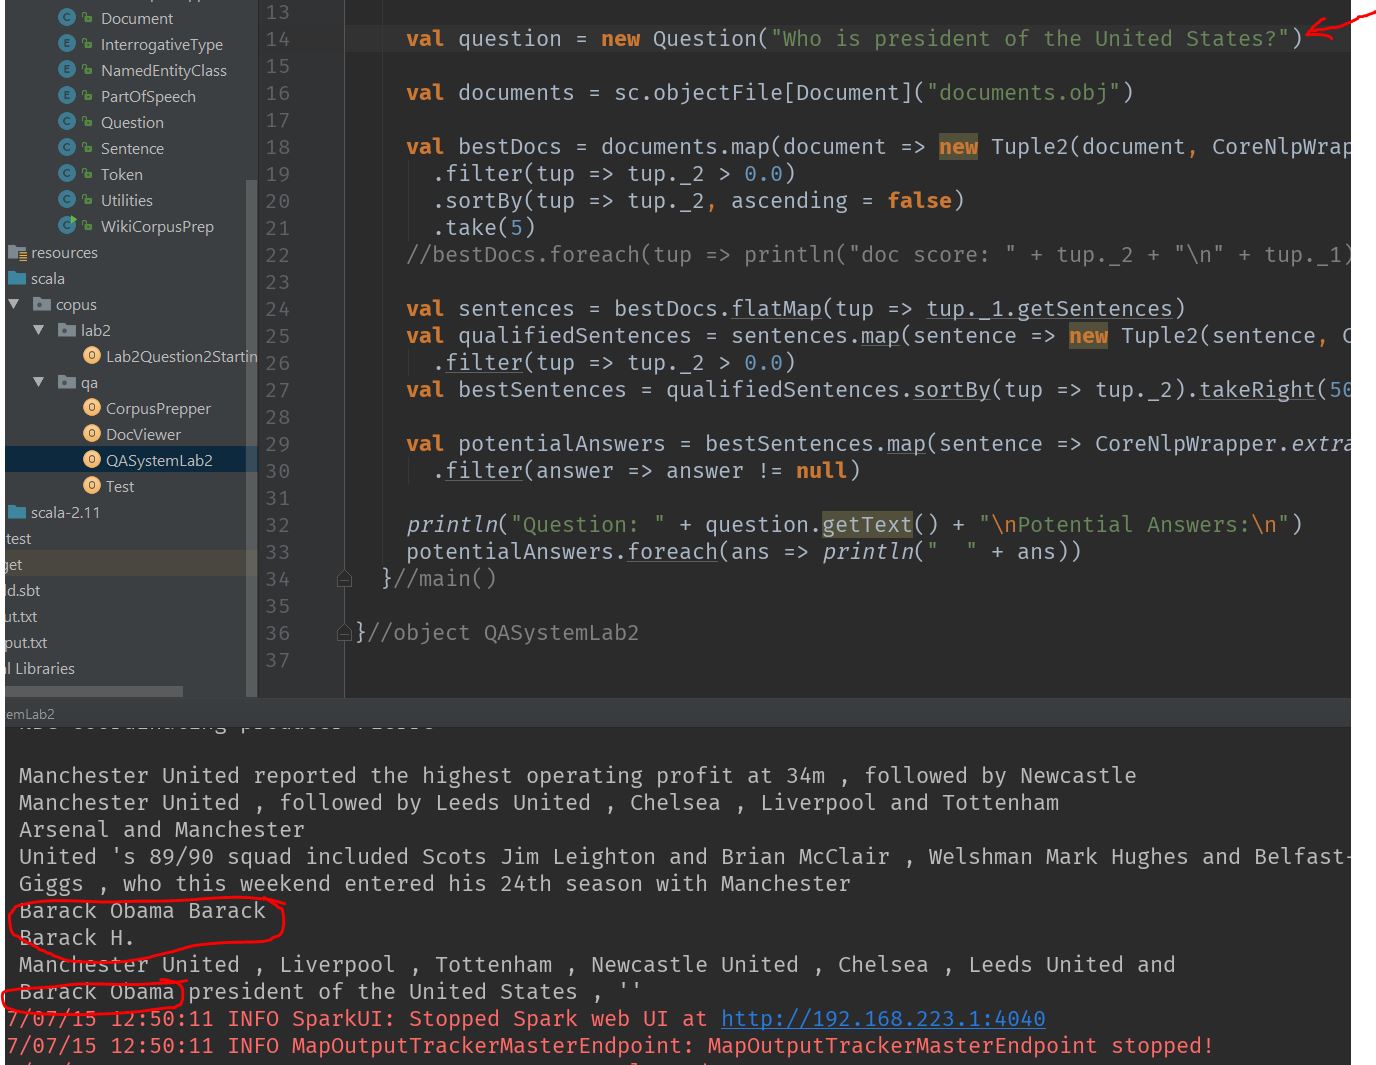 Document
InterrogativeType
NamedEntityClass
PartOfSpeech
Question
Sentence
Token
Utilities
WikiCorpusPrep
resources
scala
copus
lab2
Lab2Question2Startin
qa
CorpusPrepper
DocViewer
QASystemLab2
Test
scala-2.11
test
get
ld.sbt
ut.txt
put.txt
l Libraries
13
14 val question = new Question("Who is president of the United States?")
15
16 val documents = sc.objectFile[Document]("documents.obj")
17
18 val bestDocs = documents.map(document => new Tuple2(document, CoreNlpWrap
19 .filter(tup => tup._2 > 0.0)
20 .sortBy(tup => tup._2, ascending = false)
21 .take(5)
22 //bestDocs.foreach(tup => println("doc score: " + tup._2 + "\n" + tup._1)
23
24 val sentences = bestDocs.flatMap(tup => tup._1.getSentences)
25 val qualifiedSentences = sentences.map(sentence => new Tuple2(sentence, C
26 .filter(tup => tup._2 > 0.0)
27 val bestSentences = qualifiedSentences.sortBy(tup => tup._2).takeRight(50
28
29 val potentialAnswers = bestSentences.map(sentence => CoreNlpWrapper.extra
30 .filter(answer => answer != null)
31
32 println("Question: " + question.getText() + "\nPotential Answers:\n")
33 potentialAnswers.foreach(ans => println("  " + ans))
34 }//main()
35
36 }//object QASystemLab2
37
temLab2
Manchester United reported the highest operating profit at 34m , followed by Newcastle
Manchester United , followed by Leeds United , Chelsea , Liverpool and Tottenham
Arsenal and Manchester
United 's 89/90 squad included Scots Jim Leighton and Brian McClair , Welshman Mark Hughes and Belfast-
Giggs , who this weekend entered his 24th season with Manchester
Barack Obama Barack
Barack H.
Manchester United , Liverpool , Tottenham , Newcastle United , Chelsea , Leeds United and
Barack Obama president of the United States , ''
7/07/15 12:50:11 INFO SparkUI: Stopped Spark web UI at http://192.168.223.1:4040
7/07/15 12:50:11 INFO MapOutputTrackerMasterEndpoint: MapOutputTrackerMasterEndpoint stopped!